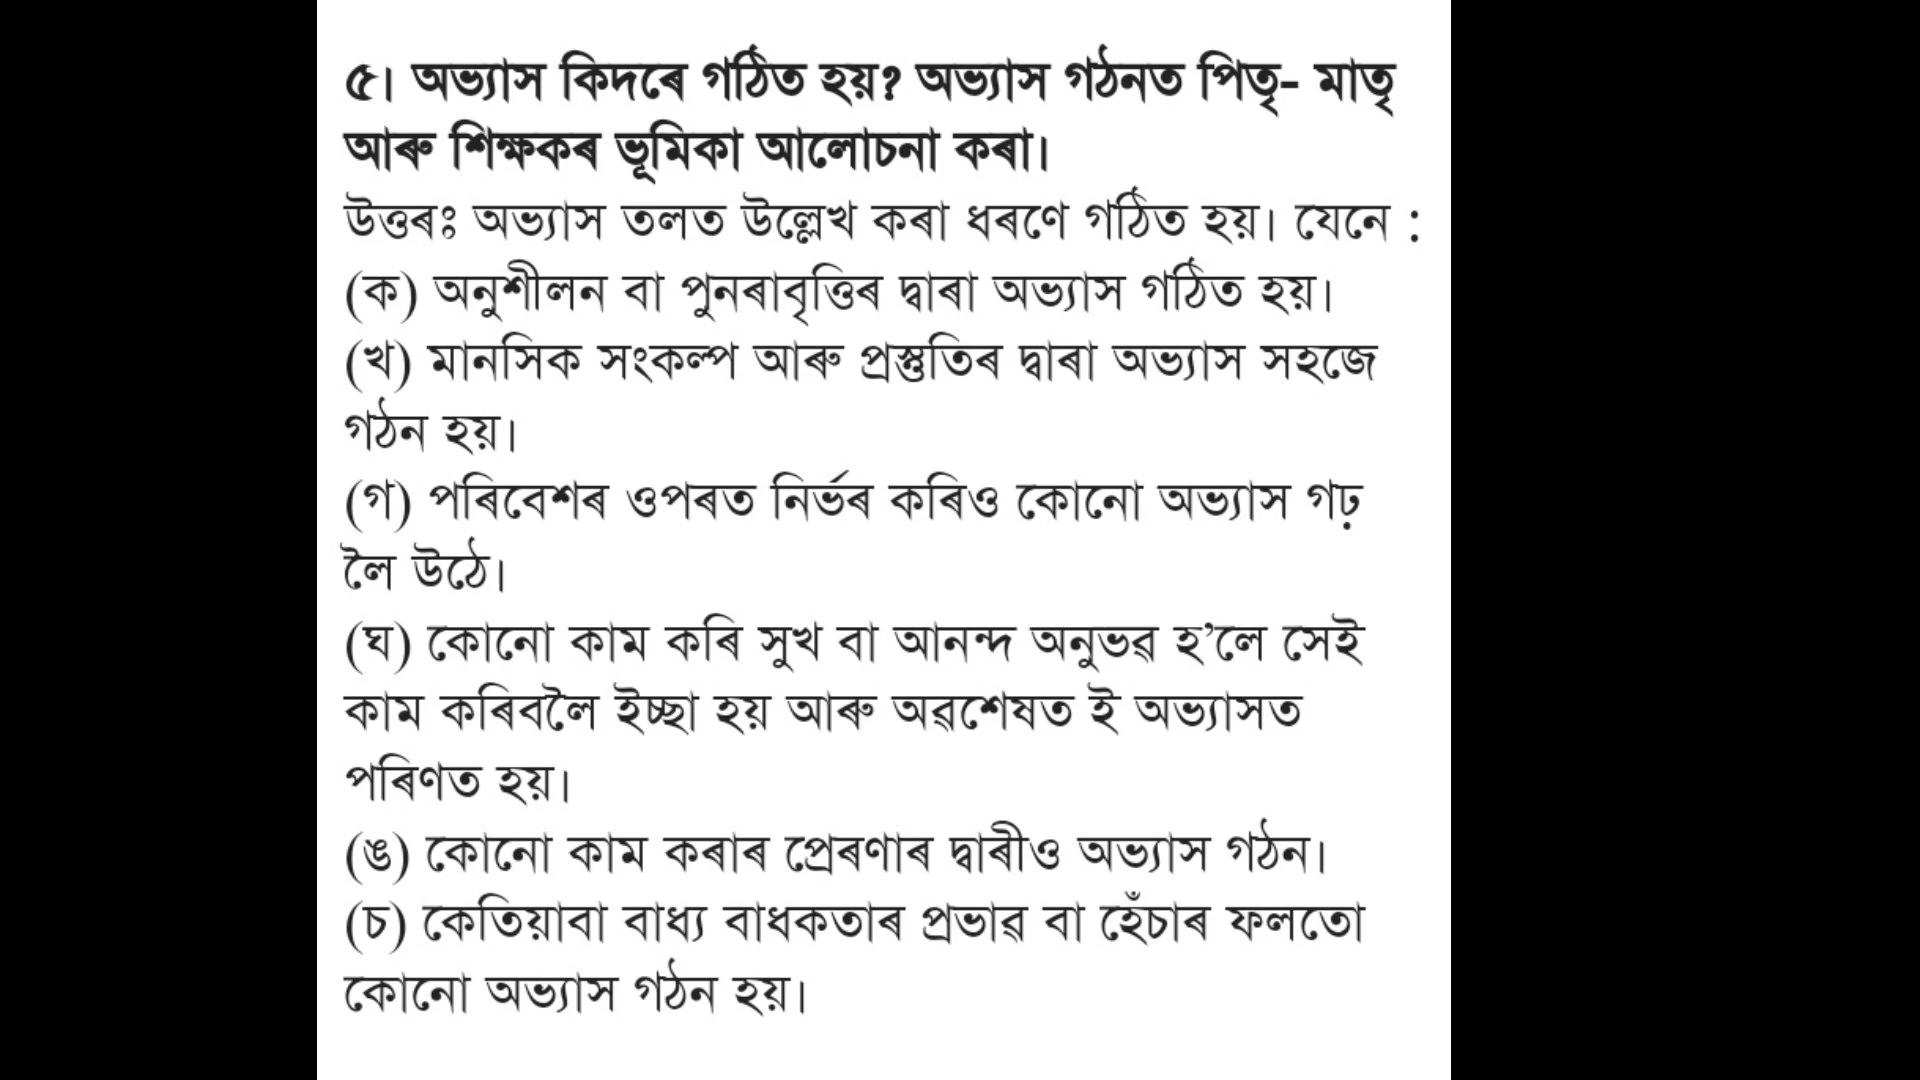 ৫। অভ্যাস কিদৰে গঠিত হয়? অভ্যাস গঠনত পিতৃ- মাতৃ
আৰু শিক্ষকৰ ভূমিকা আলোচনা কৰা।
উত্তৰঃ অভ্যাস তলত উল্লেখ কৰা ধৰণে গঠিত হয়। যেনে :
(ক) অনুশীলন বা পুনৰাবৃত্তিৰ দ্বাৰা অভ্যাস গঠিত হয়।
(খ) মানসিক সংকল্প আৰু প্ৰস্তুতিৰ দ্বাৰা অভ্যাস সহজে
গঠন হয়।
(গ) পৰিবেশৰ ওপৰত নিৰ্ভৰ কৰিও কোনো অভ্যাস গঢ়
লৈ উঠে।
(ঘ) কোনো কাম কৰি সুখ বা আনন্দ অনুভৱ হ’লে সেই
কাম কৰিবলৈ ইচ্ছা হয় আৰু অৱশেষত ই অভ্যাসত
পৰিণত হয়।
(ঙ) কোনো কাম কৰাৰ প্ৰেৰণাৰ দ্বাৰীও অভ্যাস গঠন।
(চ) কেতিয়াবা বাধ্য বাধকতাৰ প্ৰভাৱ বা হেঁচাৰ ফলতো
কোনো অভ্যাস গঠন হয়।